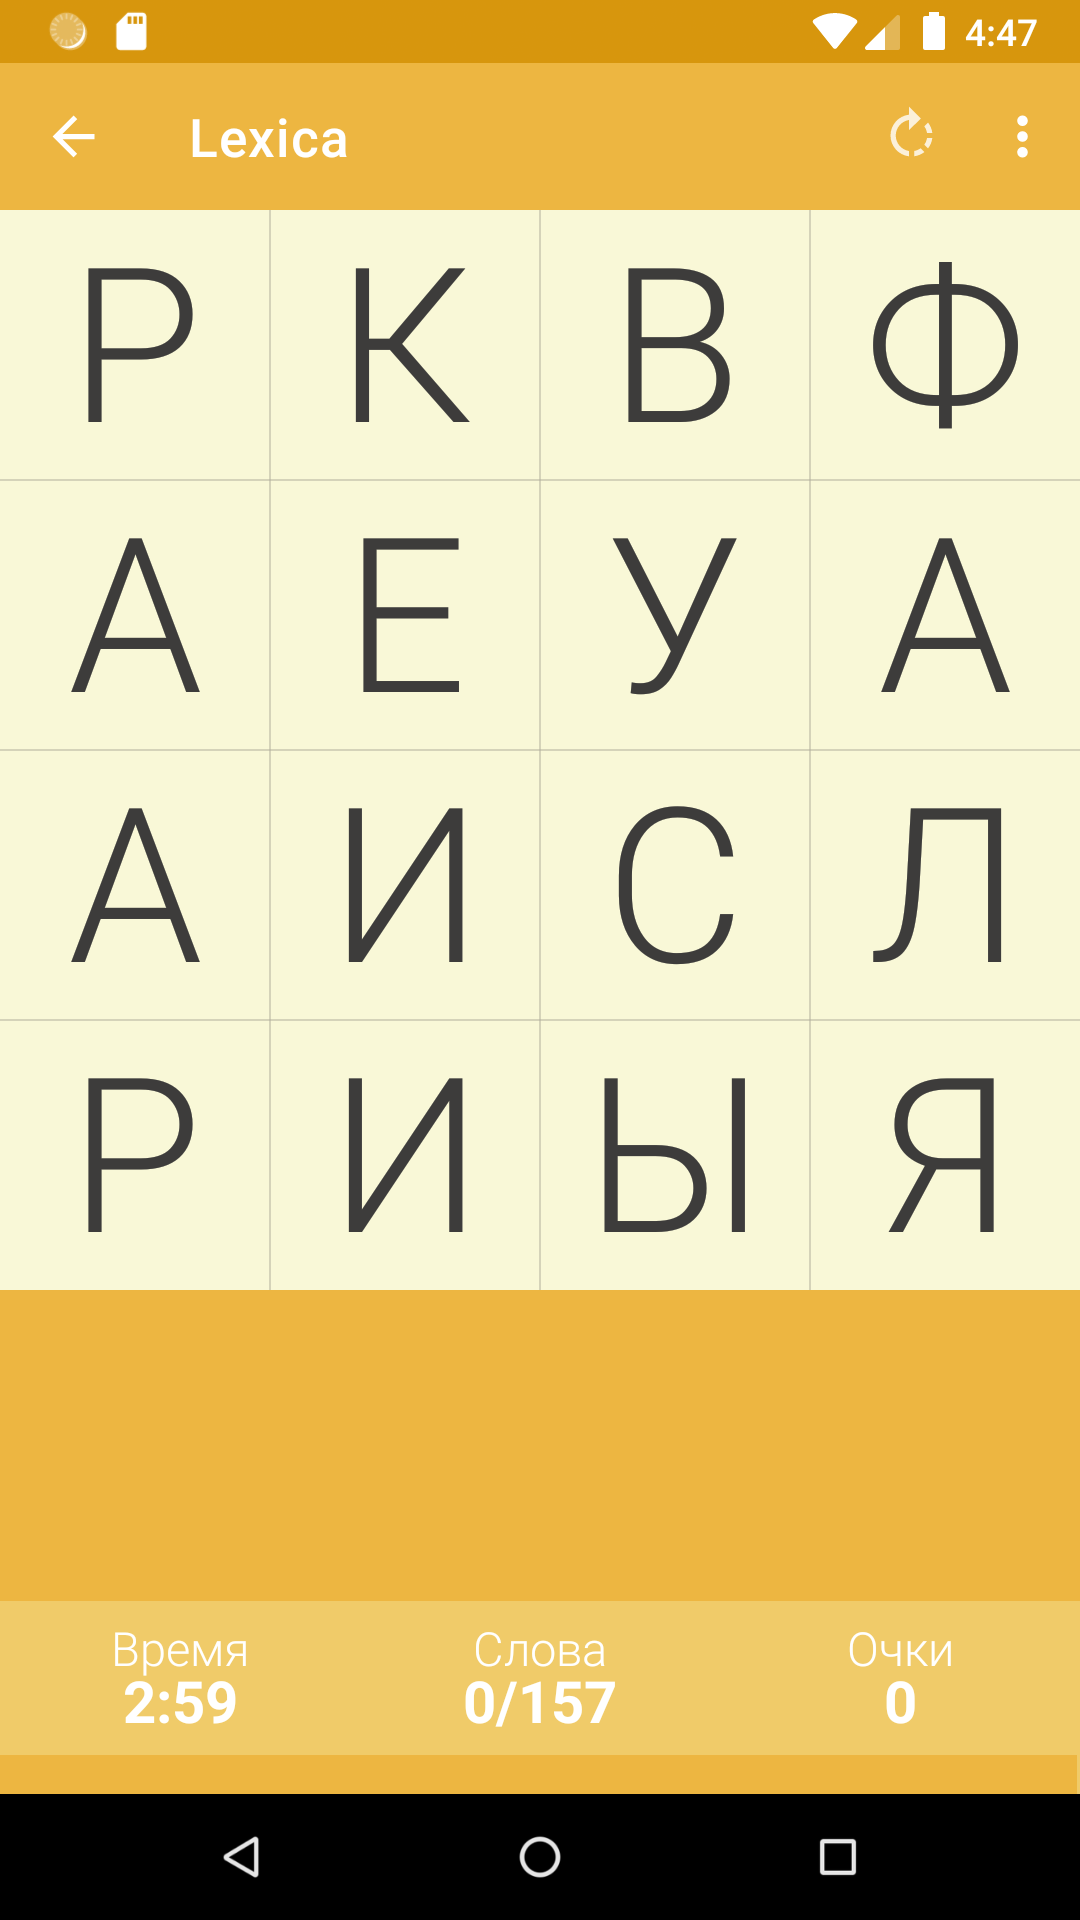 4:47
Lexica
Р К В Ф
А Е У А
А И С Л
Р И Ы Я
Время Слова Очки
2:59 0/157 0